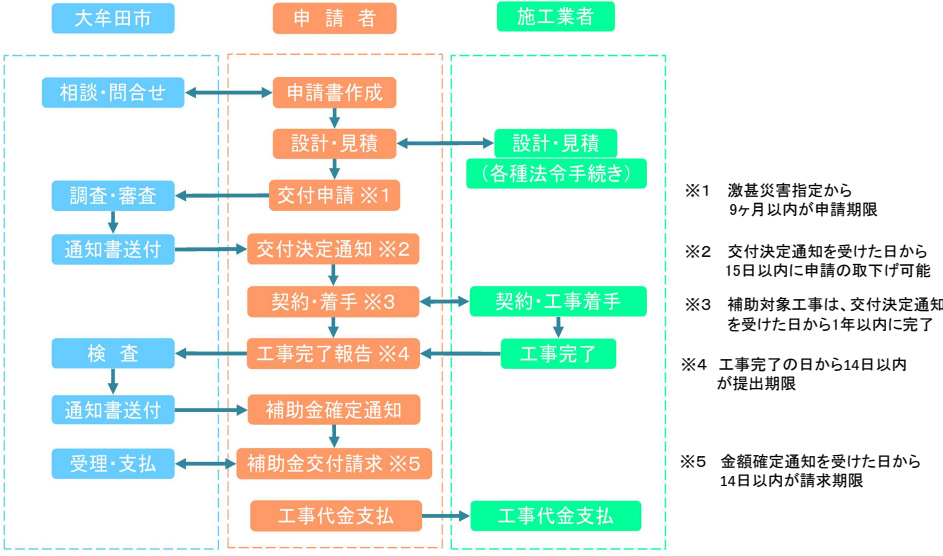 大牟田市
申 請 者
施工業者
相談・問合せ
申請書作成
設計・見積
設計・見積
(各種法令手続き)
調査・審査
交付申請 ※1
※1 激甚災害指定から
9ヶ月以内が申請期限
通知書送付
交付決定通知 ※2
※2 交付決定通知を受けた日から
15日以内に申請の取下げ可能
契約・着手 ※3
契約・工事着手
※3 補助対象工事は、交付決定通知
を受けた日から1年以内に完了
検 査
工事完了報告 ※4
工事完了
※4 工事完了の日から14日以内
が提出期限
通知書送付
補助金確定通知
受理・支払
補助金交付請求 ※5
※5 金額確定通知を受けた日から
14日以内が請求期限
工事代金支払
工事代金支払